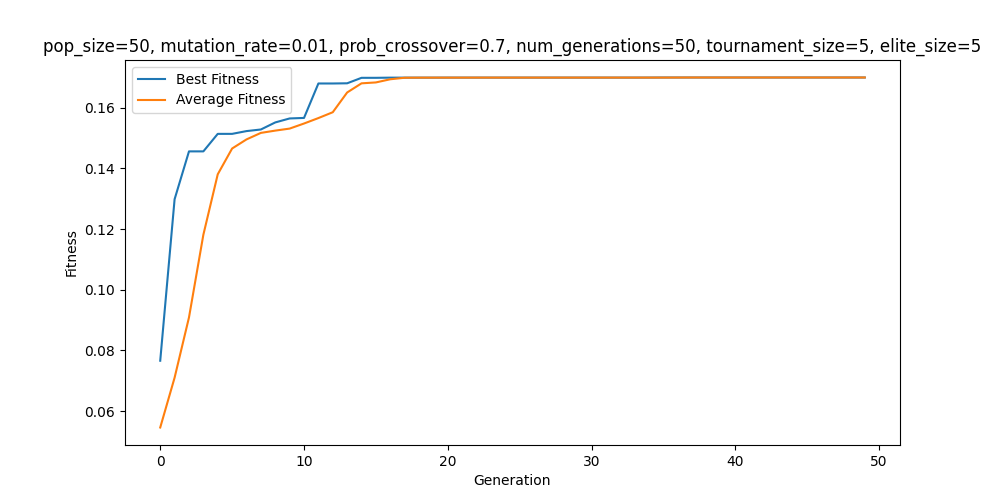 pop_size=50, mutation_rate=0.01, prob_crossover=0.7, num_generations=50, tournament_size=5, elite_size=5
Best Fitness
Average Fitness
0.16
0.14
0.12
0.10
0.08
0.06
Fitness
0 10 20 30 40 50
Generation